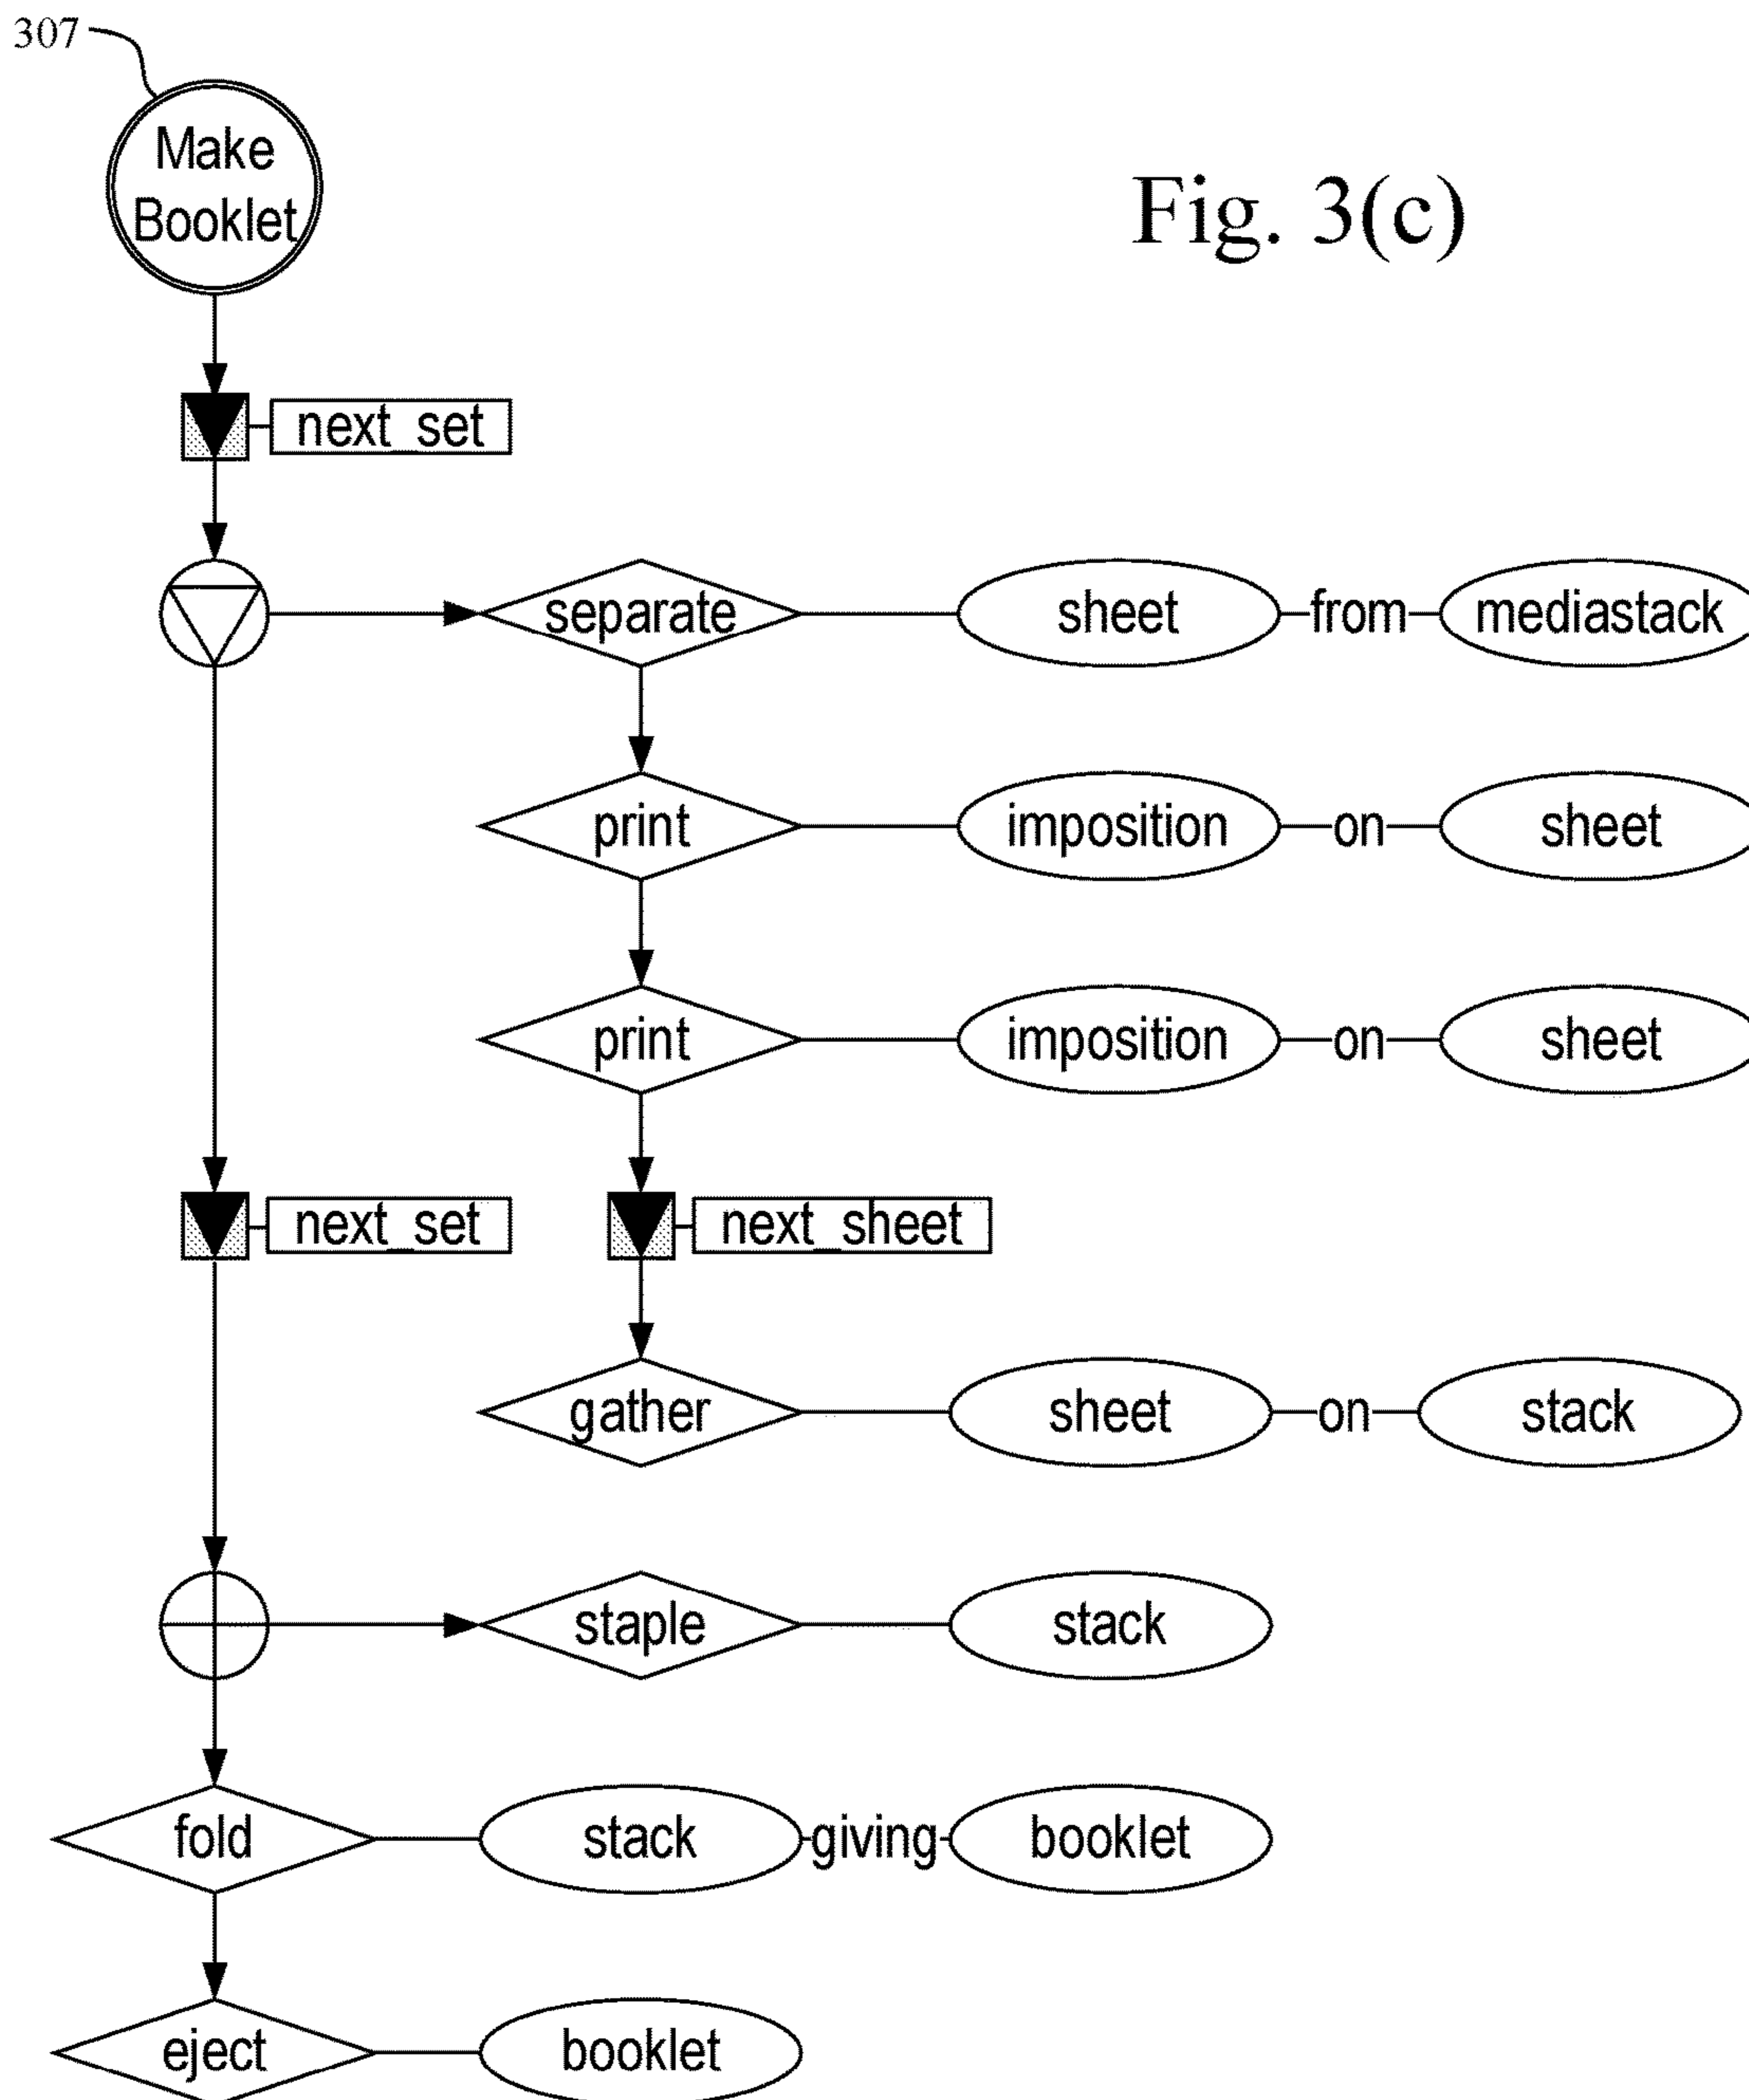 307
Make
Booklet
Fig. 3(c)
next_set
separate sheet from mediastack
print imposition on sheet
print imposition on sheet
next_set next_sheet
gather sheet on stack
staple stack
fold stack giving booklet
eject booklet